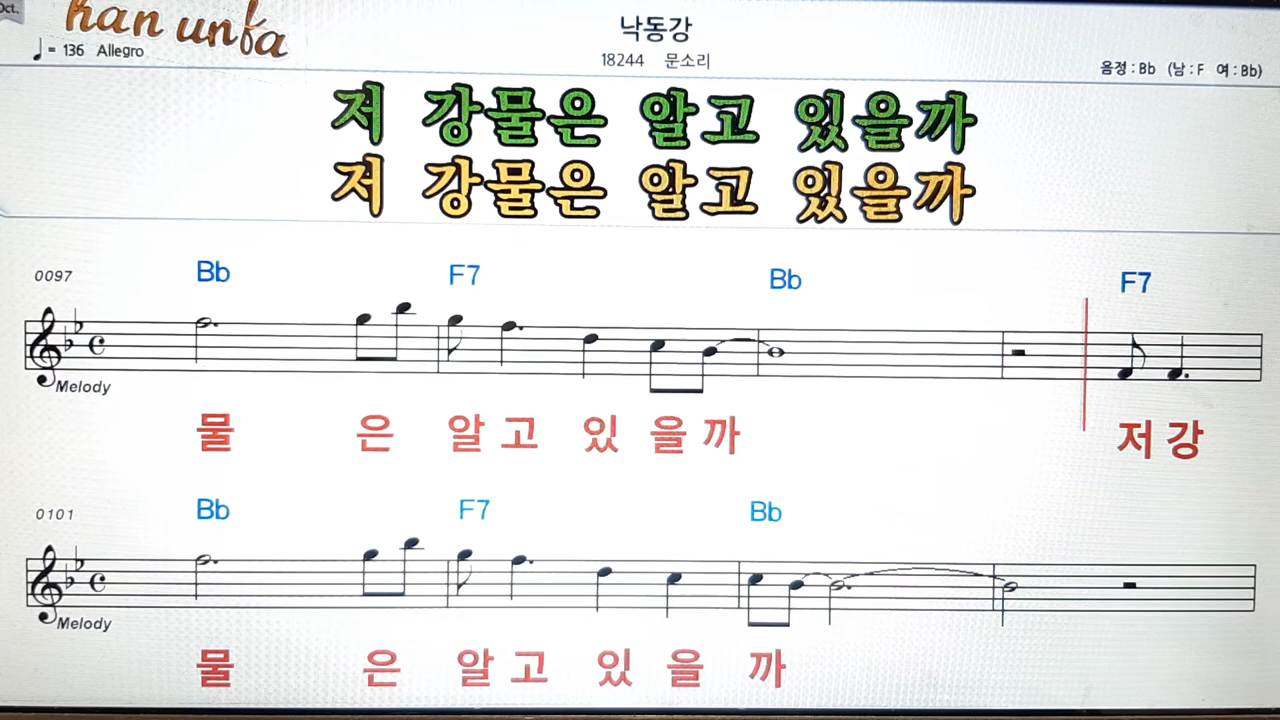 Oct.
han unfa
낙동강
= 136 Allegro
18244 문소리
음정 : Bb (남 : F 여 : Bb)
저 강물은 알고 있을까
저 강물은 알고 있을까
0097 Bb F7 Bb F7
Melody
물 은 알 고 있 을 까 저 강
0101 Bb F7 Bb
Melody
물 은 알 고 있 을 까